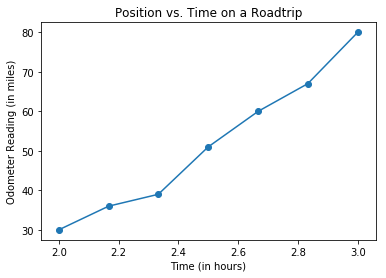 Position vs. Time on a Roadtrip
80
70
60
50
40
30
Odometer Reading (in miles)
2.0 2.2 2.4 2.6 2.8 3.0
Time (in hours)